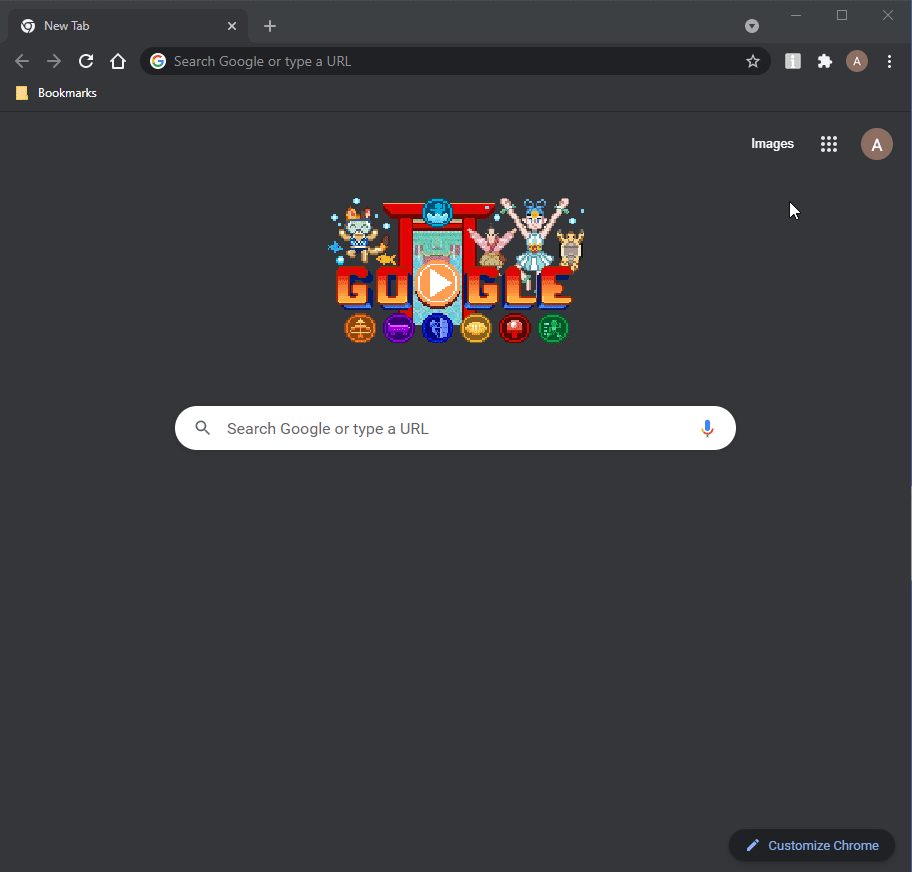 New Tab
Search Google or type a URL
A
Bookmarks
Images
A
GOOGLE
Search Google or type a URL
Customize Chrome